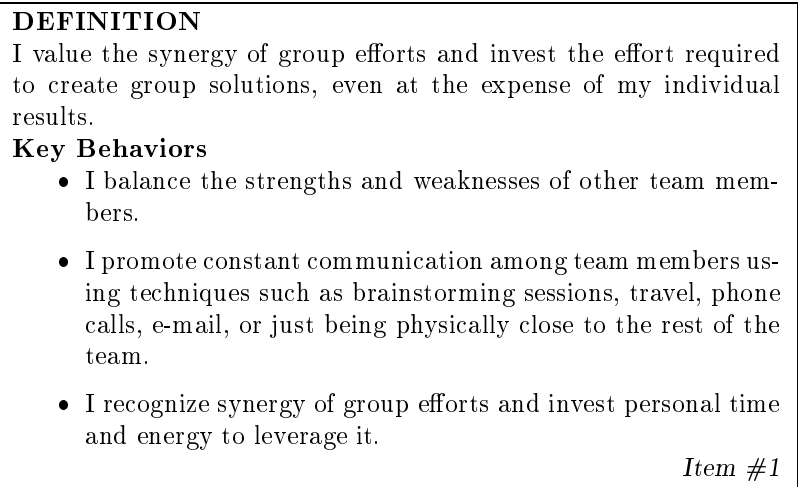 DEFINITION
I value the synergy of group efforts and invest the effort required
to create group solutions, even at the expense of my individual
results.
Key Behaviors
• I balance the strengths and weaknesses of other team mem-
bers.
• I promote constant communication among team members us-
ing techniques such as brainstorming sessions, travel, phone
calls, e-mail, or just being physically close to the rest of the
team.
• I recognize synergy of group efforts and invest personal time
and energy to leverage it.
Item #1